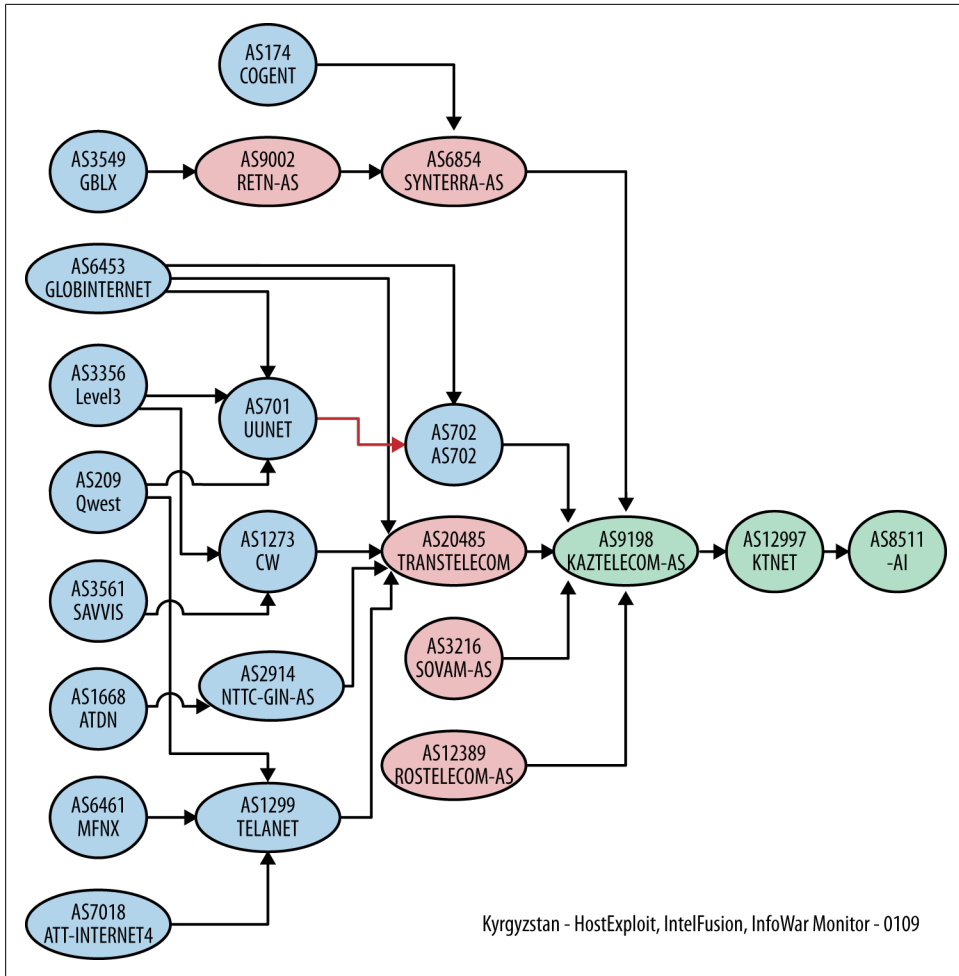 AS174
COGENT
AS3549
GBLX
AS9002
RETN-AS
AS6854
SYNTERRA-AS
AS6453
GLOBINTERNET
AS3356
Level3
AS701
UUNET
AS702
AS702
AS209
Qwest
AS1273
CW
AS20485
TRANSTELECOM
AS9198
KAZTELECOM-AS
AS12997
KTNET
AS8511
-AI
AS3561
SAVVIS
AS3216
SOVAM-AS
AS2914
NTTC-GIN-AS
AS1668
ATDN
AS12389
ROSTELECOM-AS
AS6461
MFNX
AS1299
TELANET
AS7018
ATT-INTERNET4
Kyrgyzstan - HostExploit, IntelFusion, InfoWar Monitor - 0109